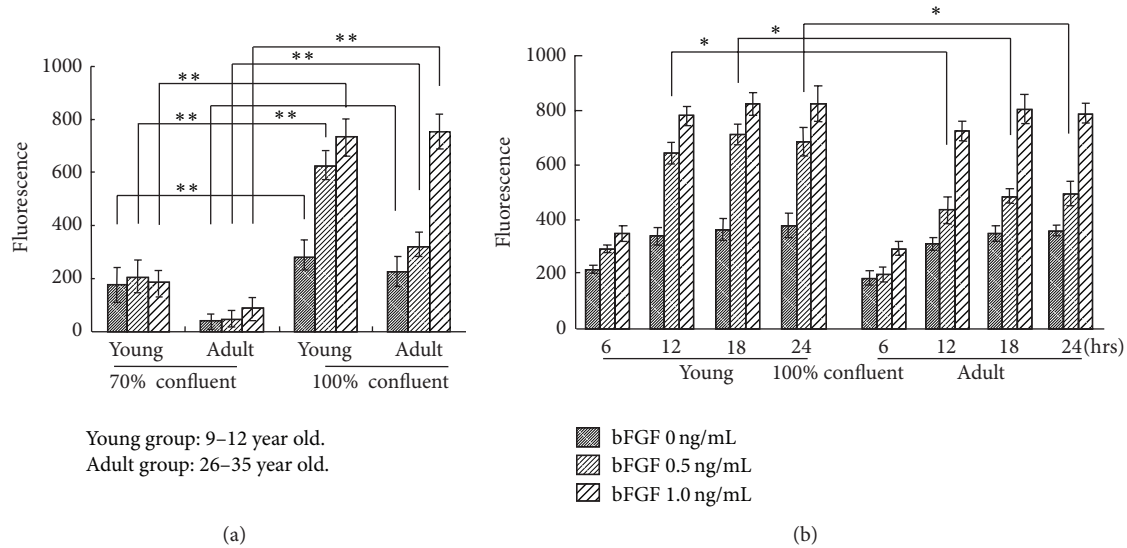 Fluorescence
1000
800
600
400
200
0
**
**
**
**
**
**
Young Adult Young Adult
70% confluent 100% confluent
Young group: 9–12 year old.
Adult group: 26–35 year old.
(a)
Fluorescence
1000
800
600
400
200
0
*
*
*
6 12 18 24 6 12 18 24 (hrs)
Young 100% confluent Adult
bFGF 0 ng/mL
bFGF 0.5 ng/mL
bFGF 1.0 ng/mL
(b)